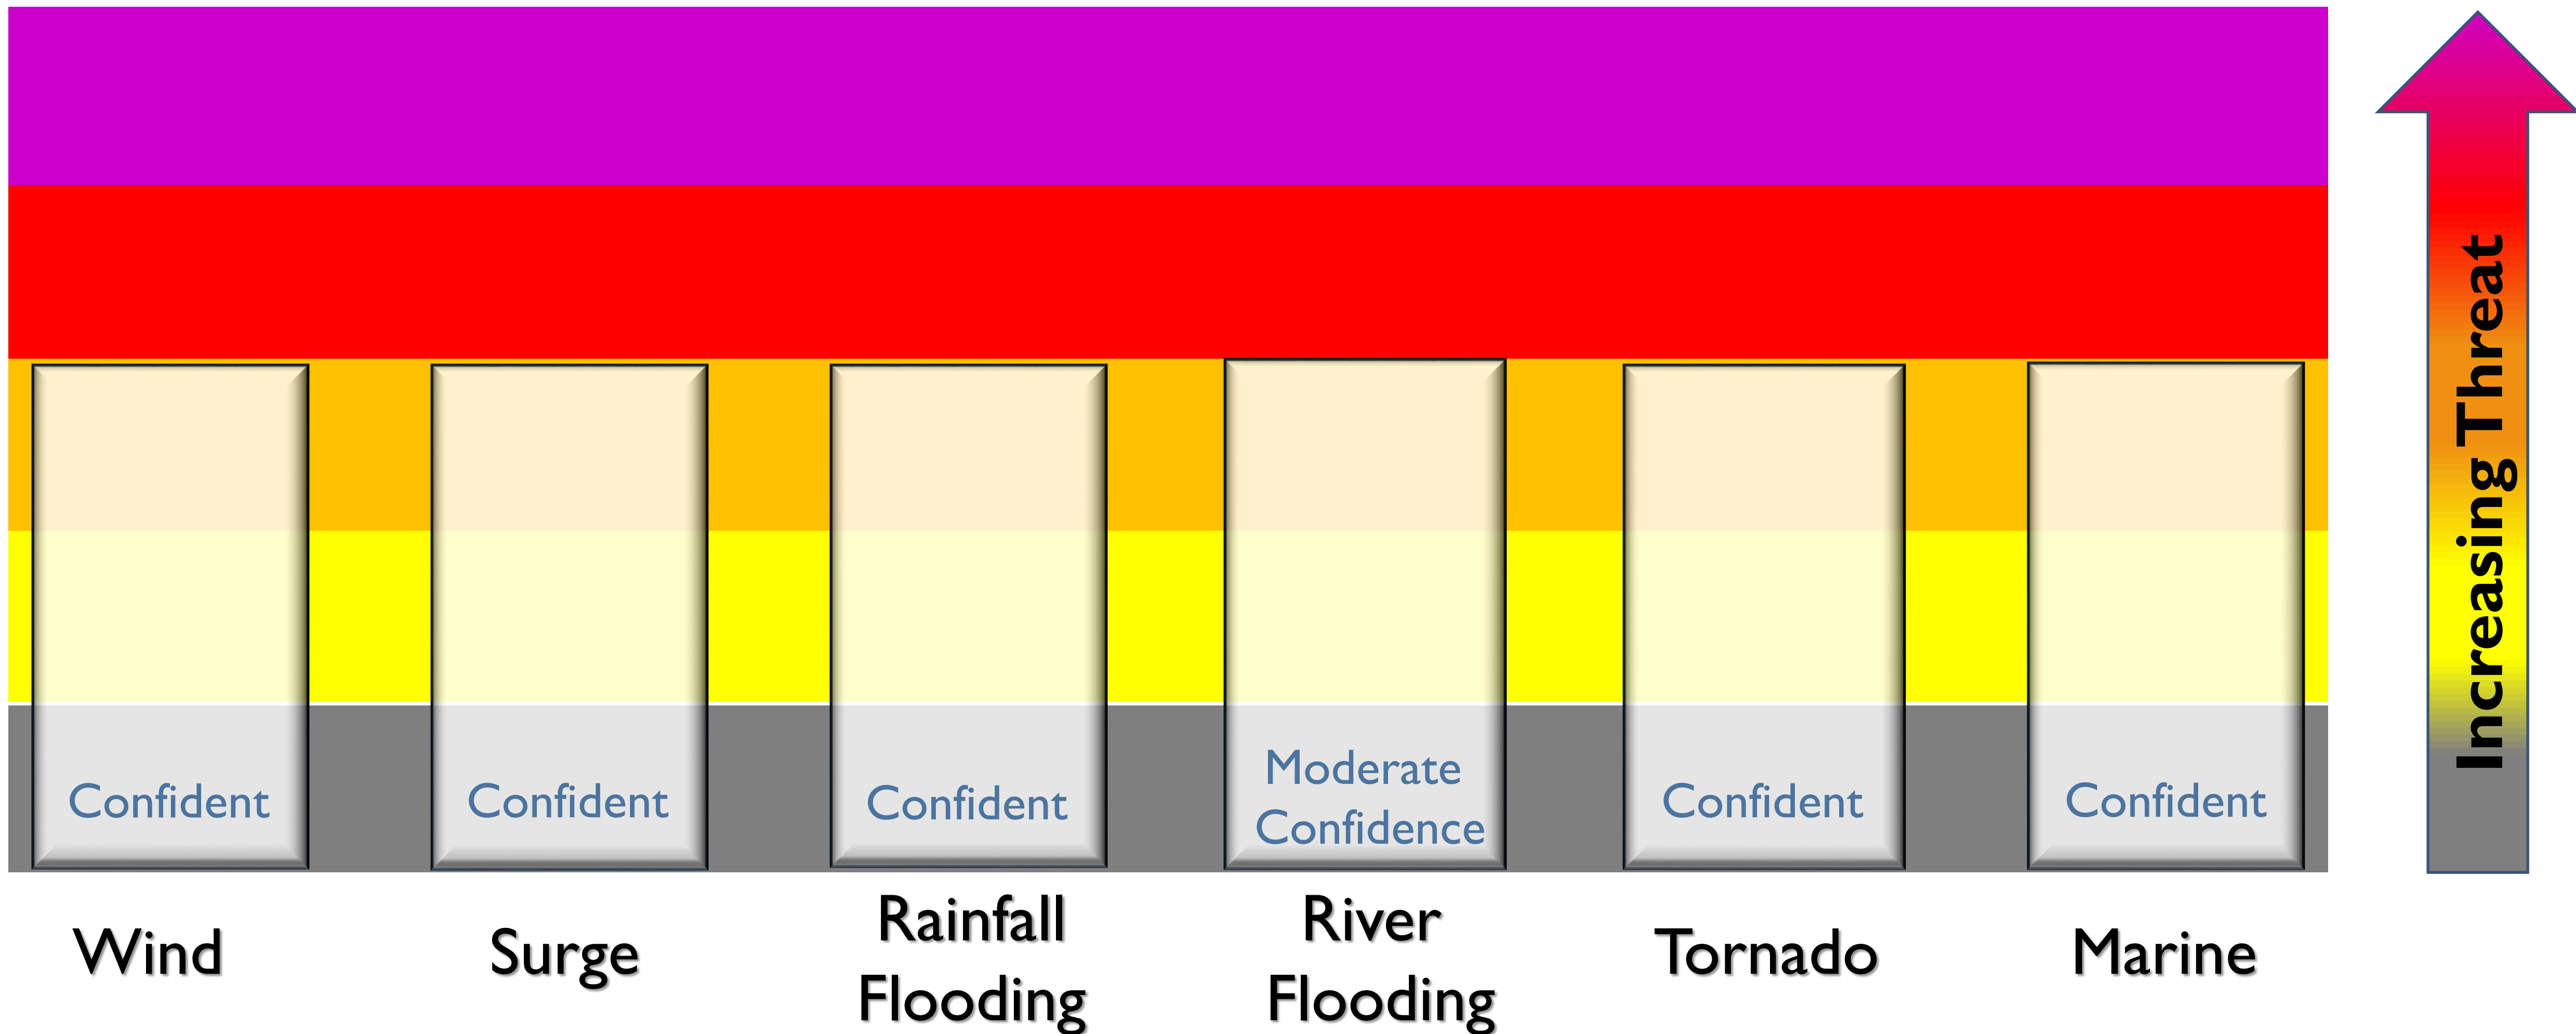 Confident
Confident
Confident
Moderate
Confidence
Confident
Confident
Wind
Surge
Rainfall
Flooding
River
Flooding
Tornado
Marine
Increasing Threat